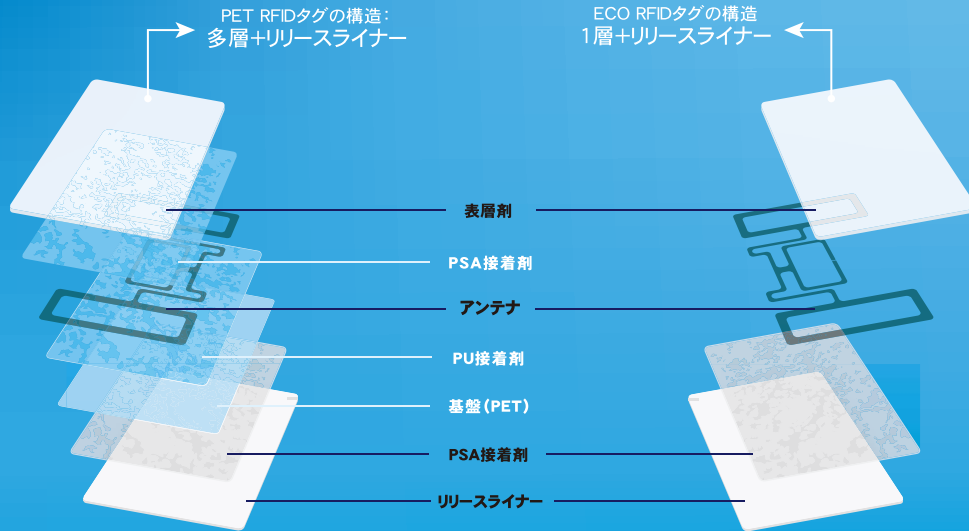 PET RFIDタグの構造:
多層+リリースライナー
ECO RFIDタグの構造
1層+リリースライナー
表層剤
PSA接着剤
アンテナ
PU接着剤
基盤(PET)
PSA接着剤
リリースライナー